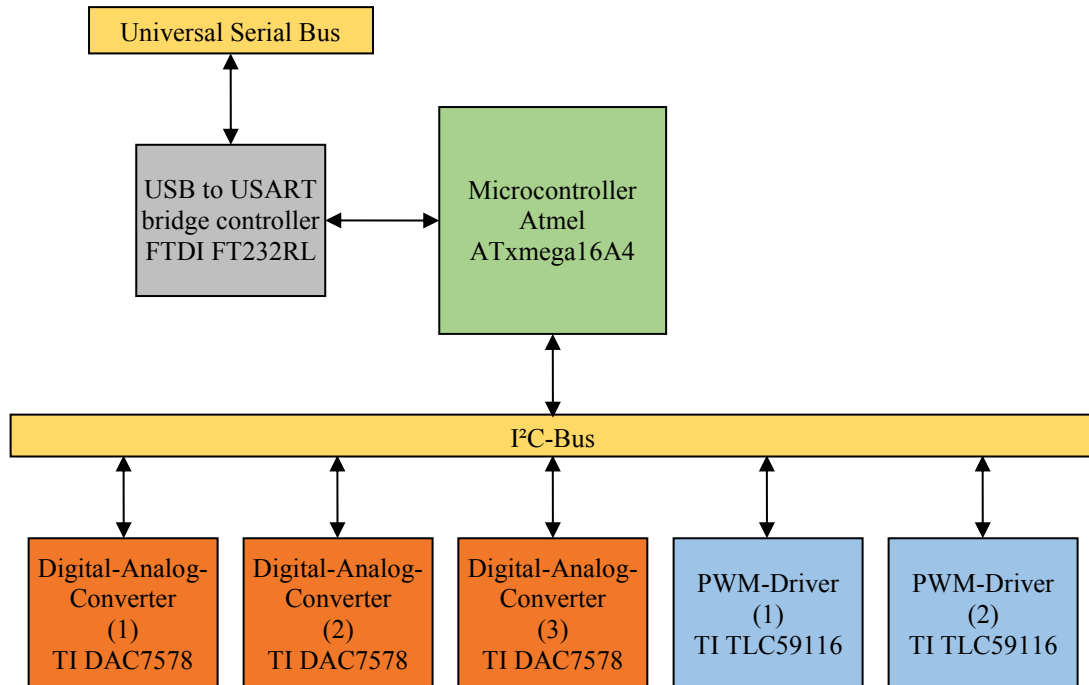 Universal Serial Bus
USB to USART
bridge controller
FTDI FT232RL
Microcontroller
Atmel
ATxmega16A4
I²C-Bus
Digital-Analog-
Converter
(1)
TI DAC7578
Digital-Analog-
Converter
(2)
TI DAC7578
Digital-Analog-
Converter
(3)
TI DAC7578
PWM-Driver
(1)
TI TLC59116
PWM-Driver
(2)
TI TLC59116